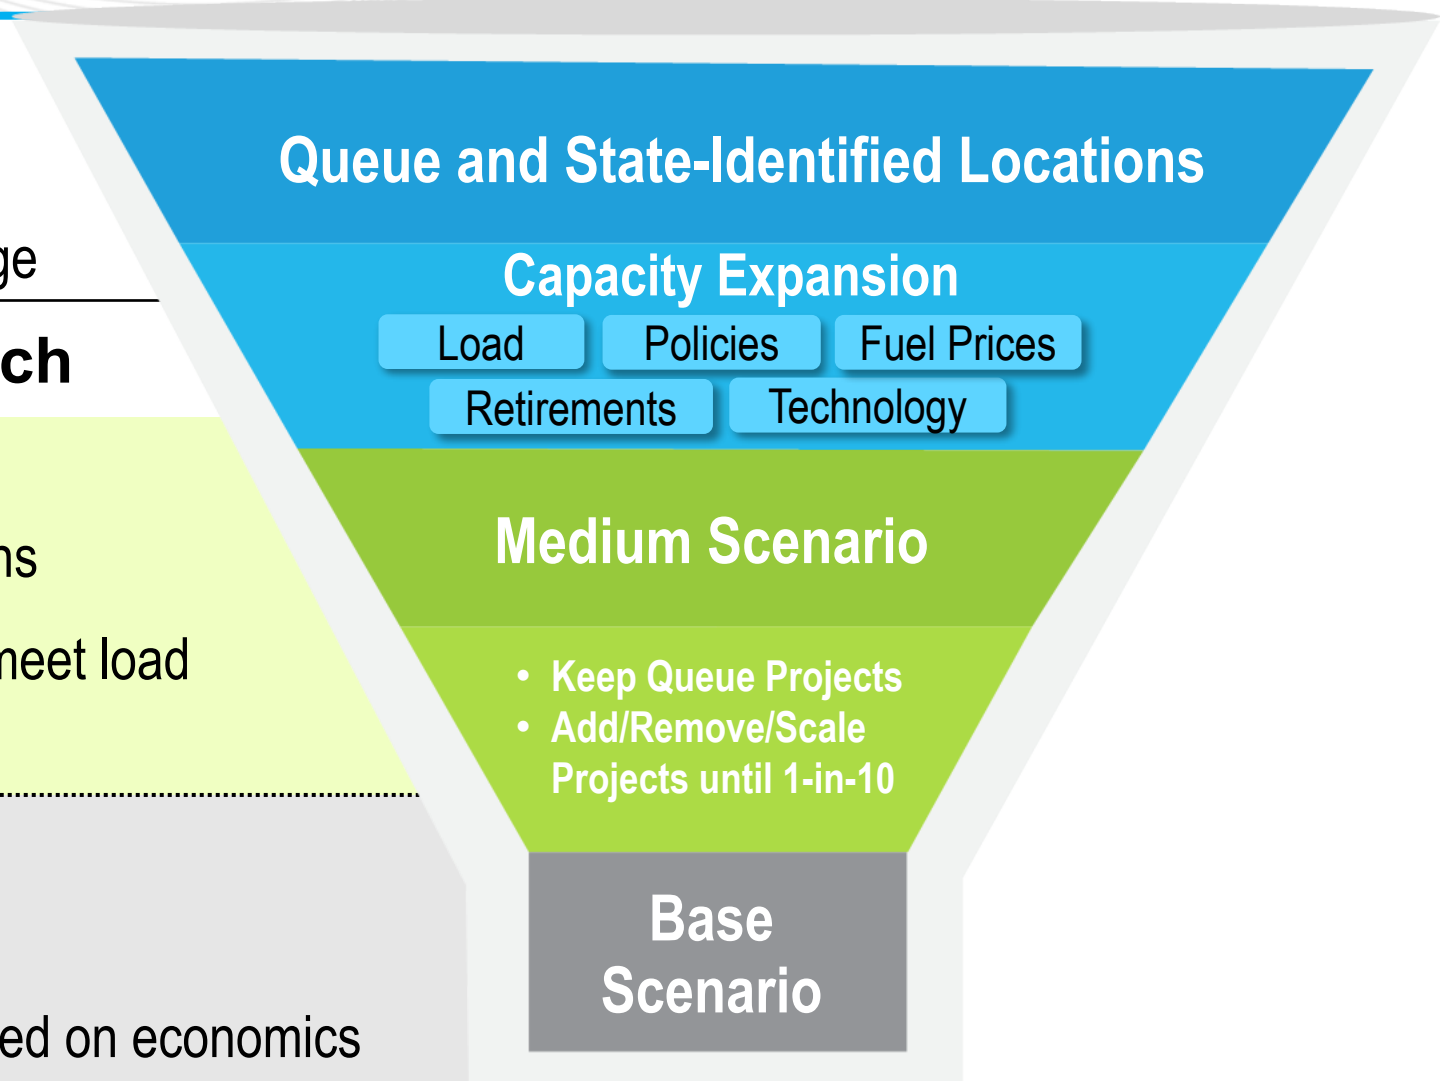 Queue and State-Identified Locations
ge
Capacity Expansion
Load Policies Fuel Prices
ch
Retirements Technology
Medium Scenario
ns
meet load
• Keep Queue Projects
• Add/Remove/Scale
Projects until 1-in-10
Base
Scenario
ed on economics